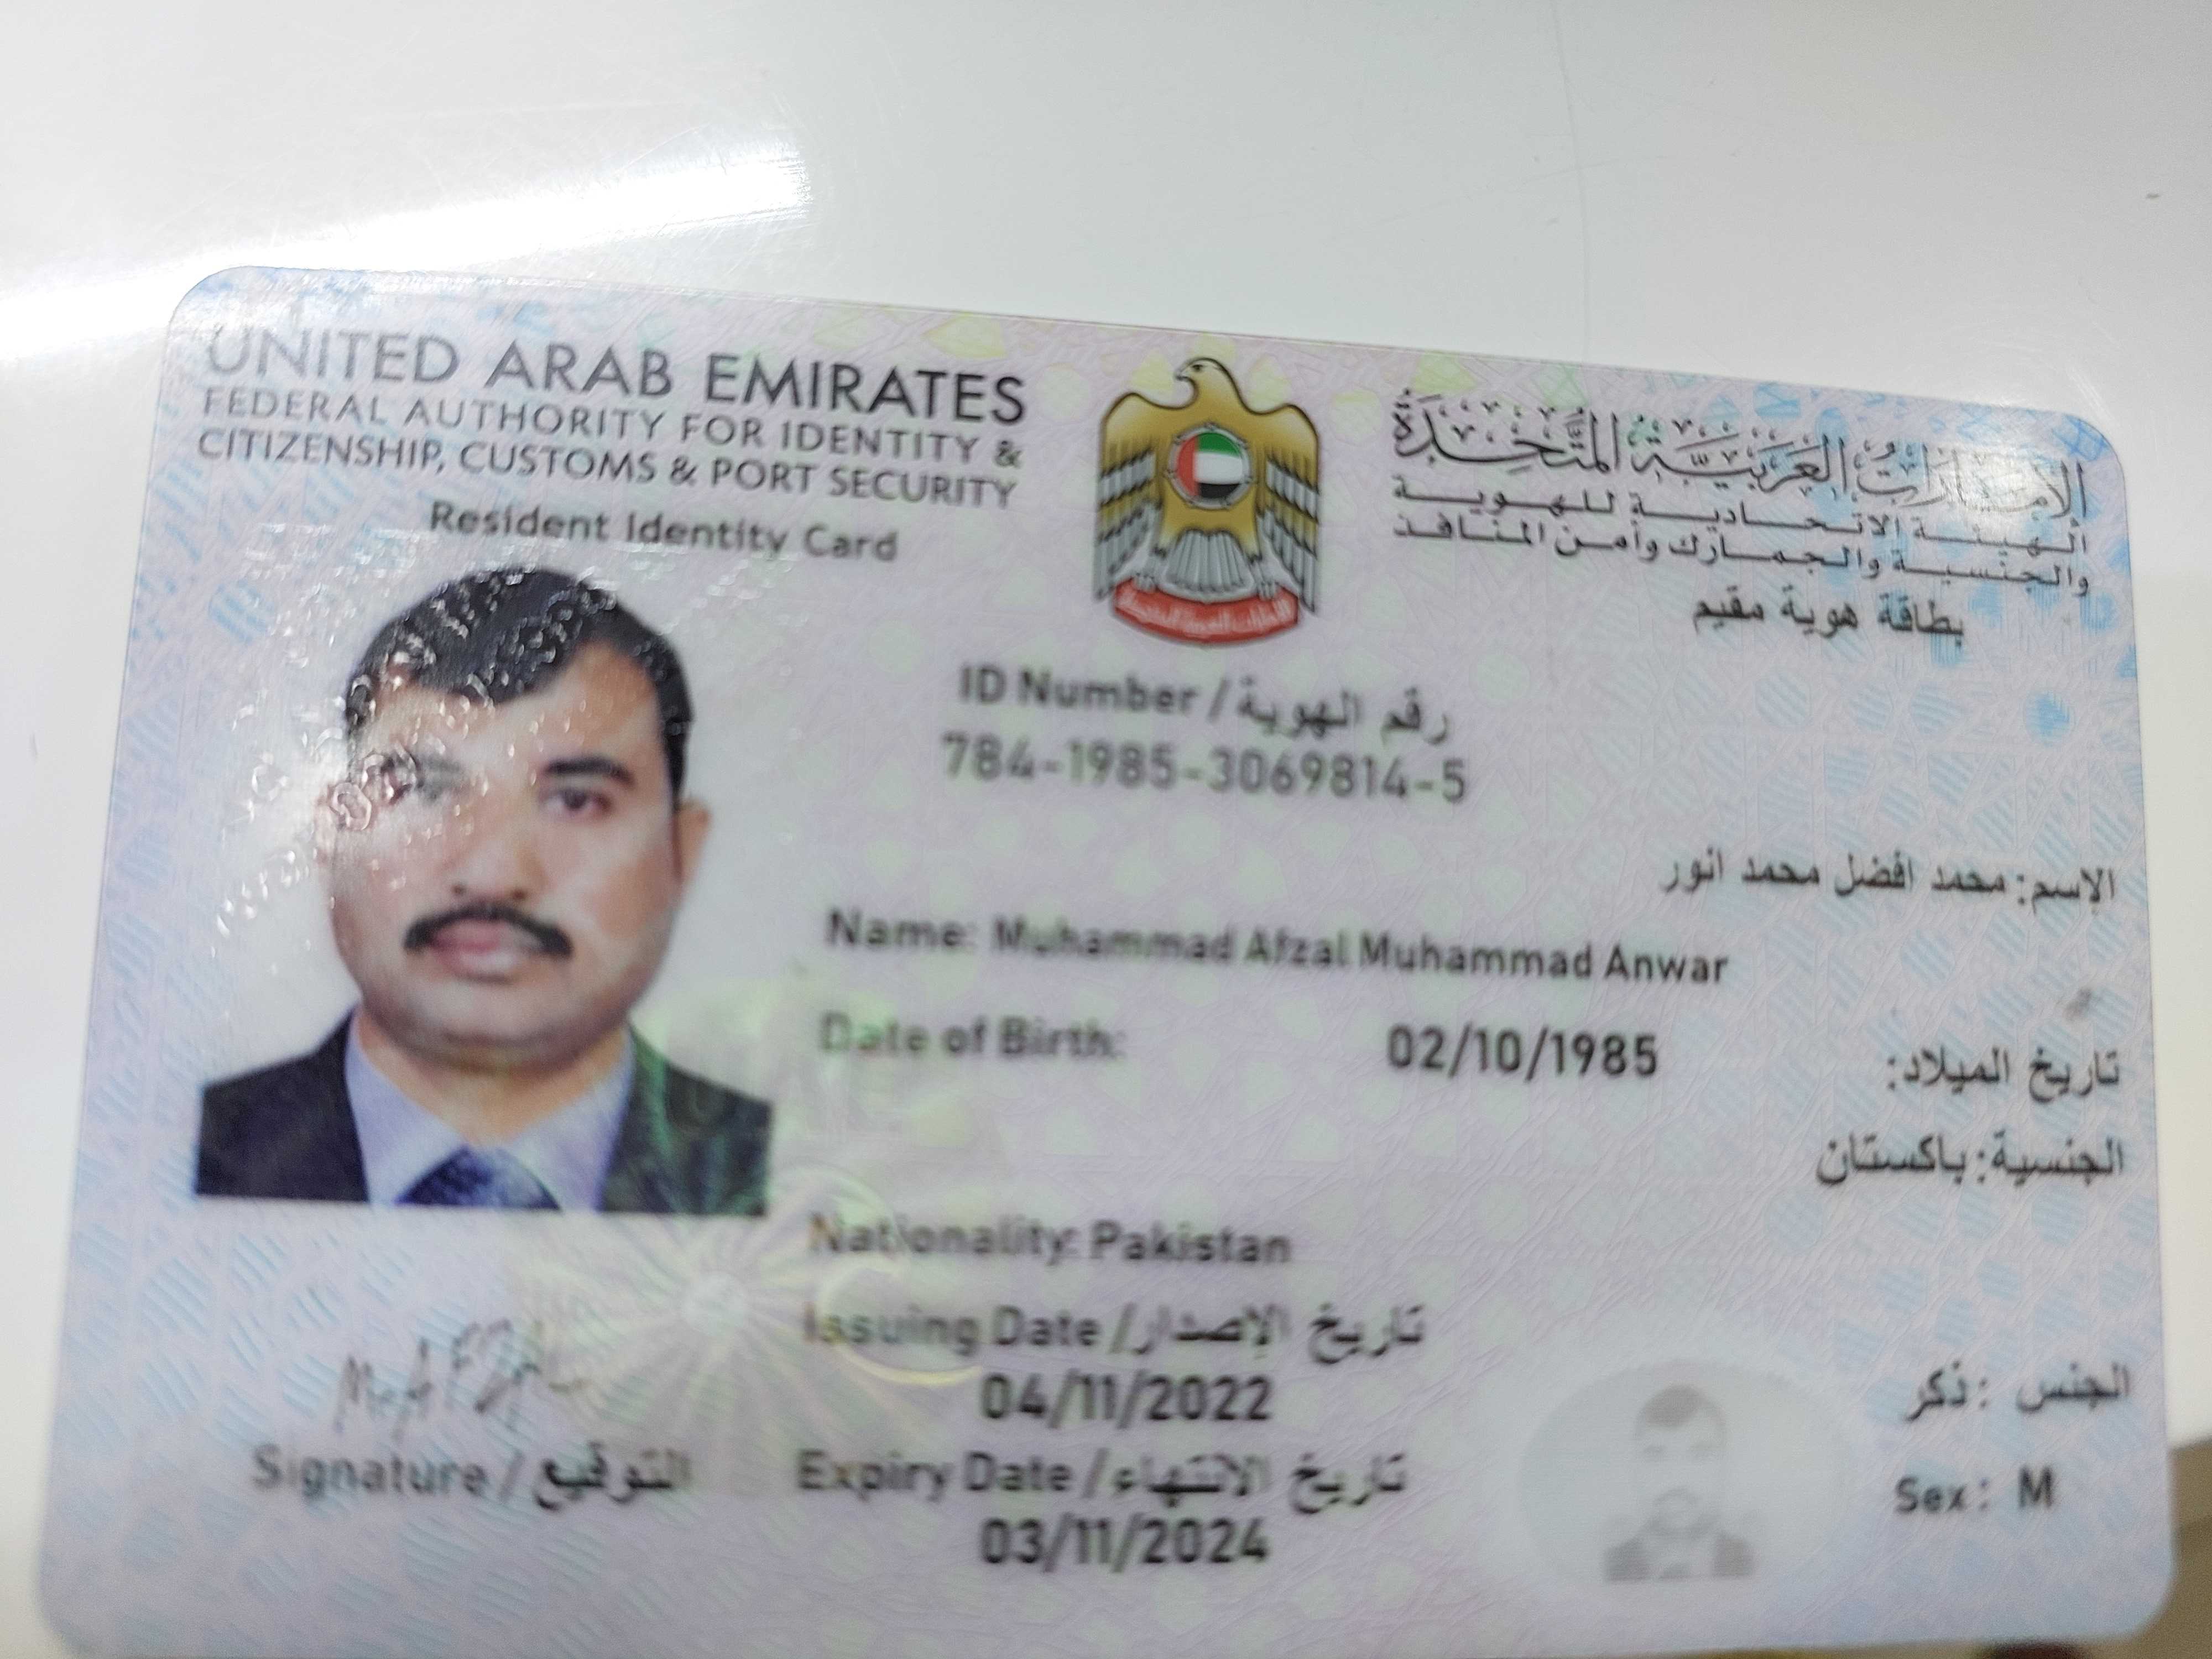 UNITED ARAB EMIRATES
FEDERAL AUTHORITY FOR IDENTITY &
CITIZENSHIP, CUSTOMS & PORT SECURITY
Resident Identity Card
الإمارات العربية المتحدة
الهيئة الاتحادية للهوية
والجنسية والجمارك وأمن المنافذ
بطاقة هوية مقيم
ID Number / رقم الهوية
784-1985-3069814-5
الإسم: محمد افضل محمد انور
Name: Muhammad Afzal Muhammad Anwar
Date of Birth: 02/10/1985 تاريخ الميلاد:
Nationality: Pakistan الجنسية: باكستان
Issuing Date / تاريخ الإصدار
04/11/2022
Expiry Date / تاريخ الانتهاء
03/11/2024
الجنس: ذكر
Sex: M
Signature / التوقيع